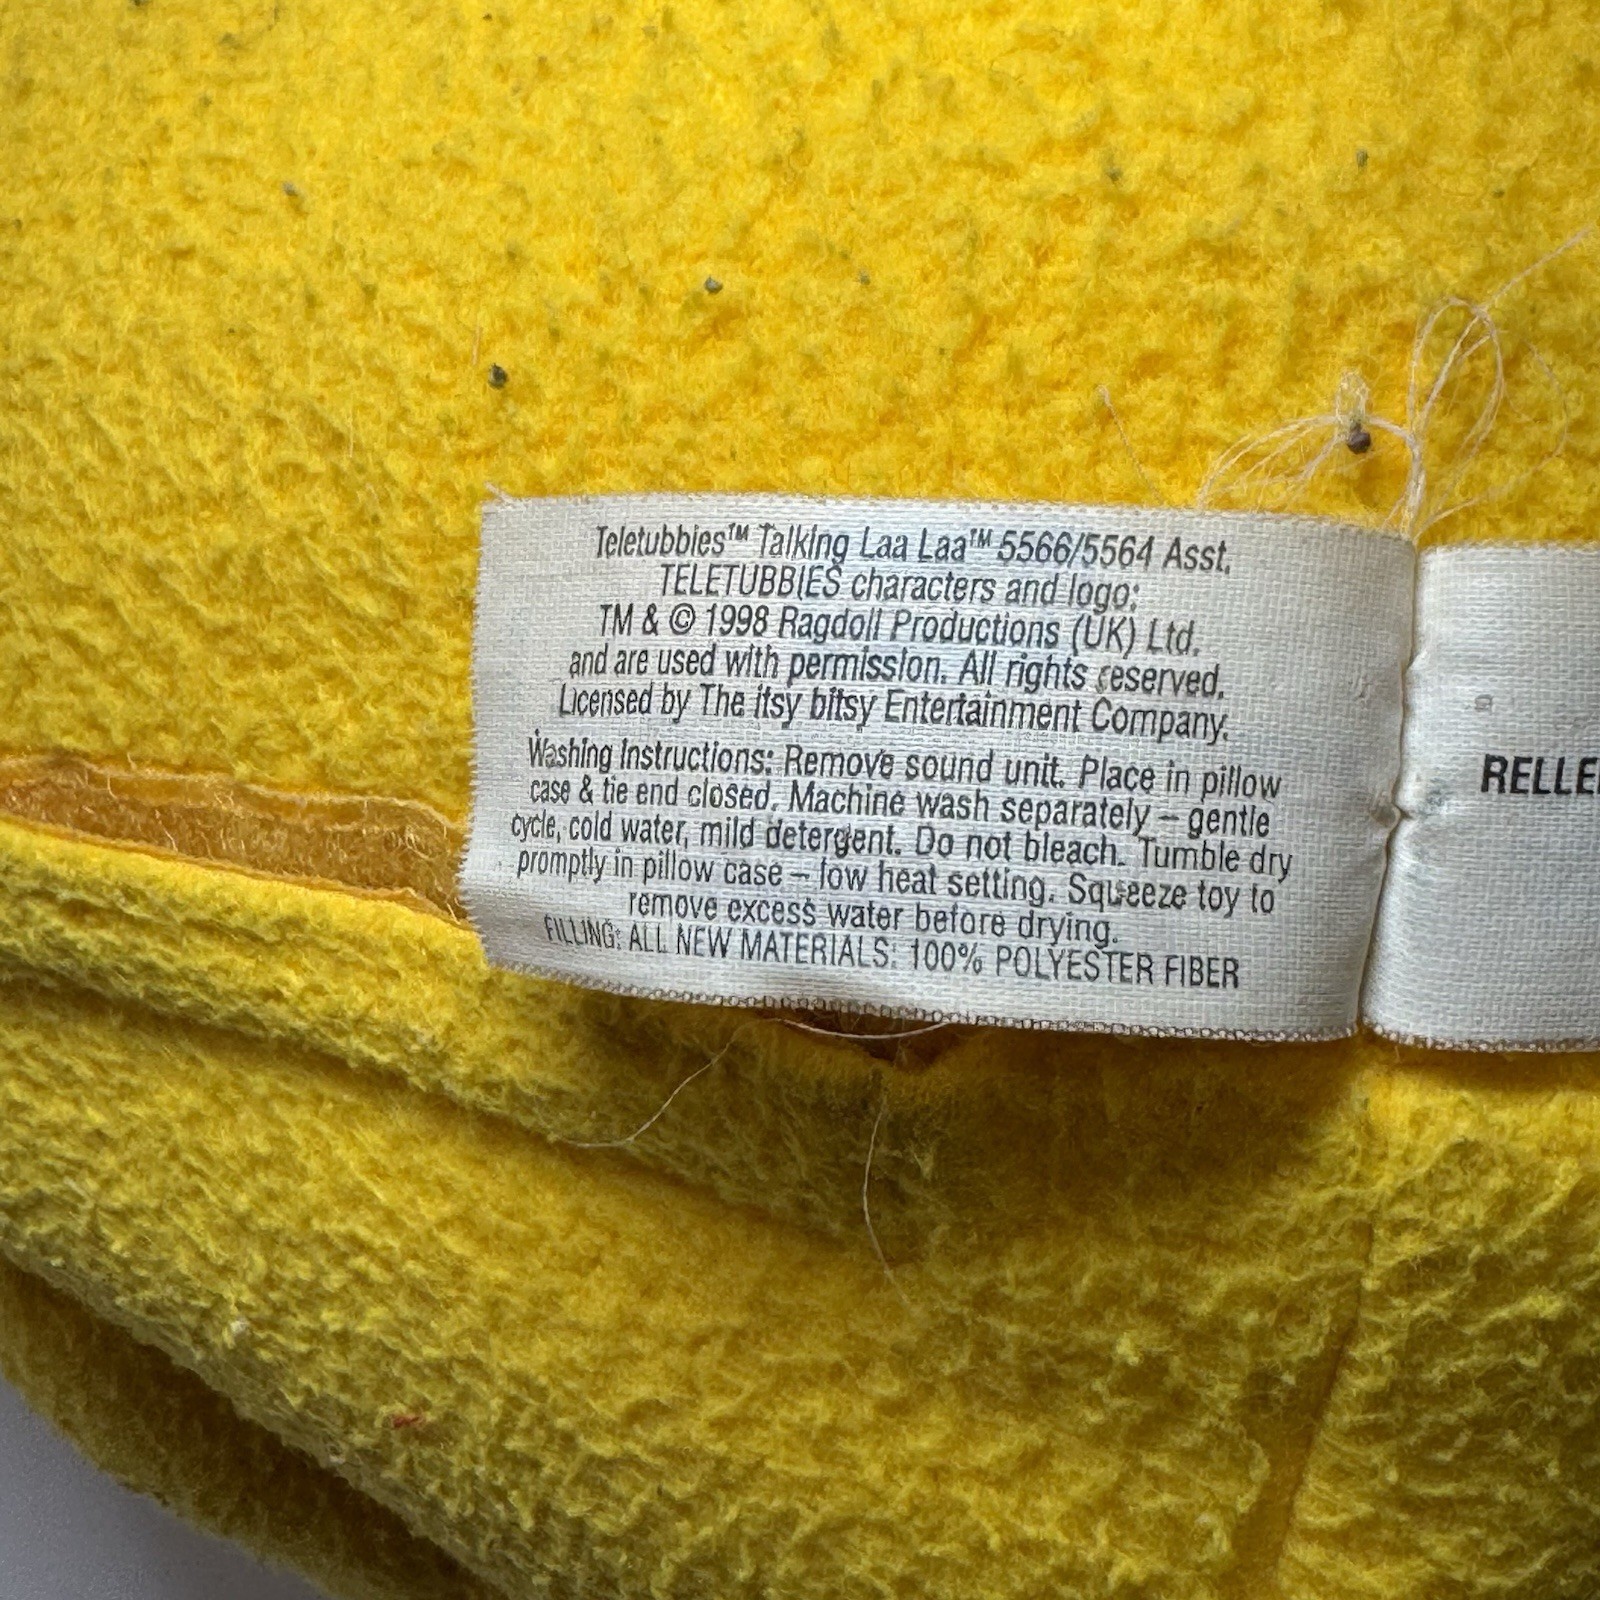 Teletubbies™ Talking Laa Laa™ 5566/5564 Asst.
TELETUBBIES characters and logo:
TM & © 1998 Ragdoll Productions (UK) Ltd.
and are used with permission. All rights reserved.
Licensed by The itsy bitsy Entertainment Company.
Washing Instructions: Remove sound unit. Place in pillow
case & tie end closed. Machine wash separately – gentle
cycle, cold water, mild detergent. Do not bleach. Tumble dry
promptly in pillow case – low heat setting. Squeeze toy to
remove excess water before drying.
FILLING: ALL NEW MATERIALS: 100% POLYESTER FIBER